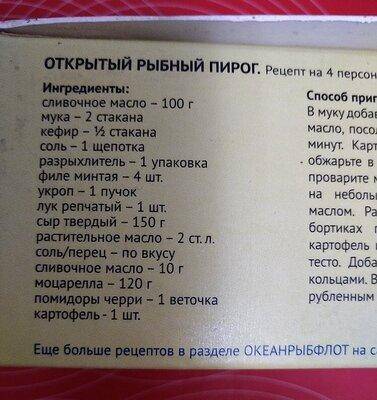 ОТКРЫТЫЙ РЫБНЫЙ ПИРОГ. Рецепт на 4 персон
Ингредиенты:
сливочное масло – 100 г
мука – 2 стакана
кефир – ½ стакана
соль – 1 щепотка
разрыхлитель – 1 упаковка
филе минтая – 4 шт.
укроп – 1 пучок
лук репчатый – 1 шт.
сыр твердый – 150 г
растительное масло – 2 ст. л.
соль/перец – по вкусу
сливочное масло – 10 г
моцарелла – 120 г
помидоры черри – 1 веточка
картофель - 1 шт.
Способ приг
В муку добав
масло, посол
минут. Карт
обжарьте в
проварите м
на неболь
маслом. Ра
бортиках п
картофель
тесто. Доба
кольцами. В
рубленным
Еще больше рецептов в разделе ОКЕАНРЫБФЛОТ на са